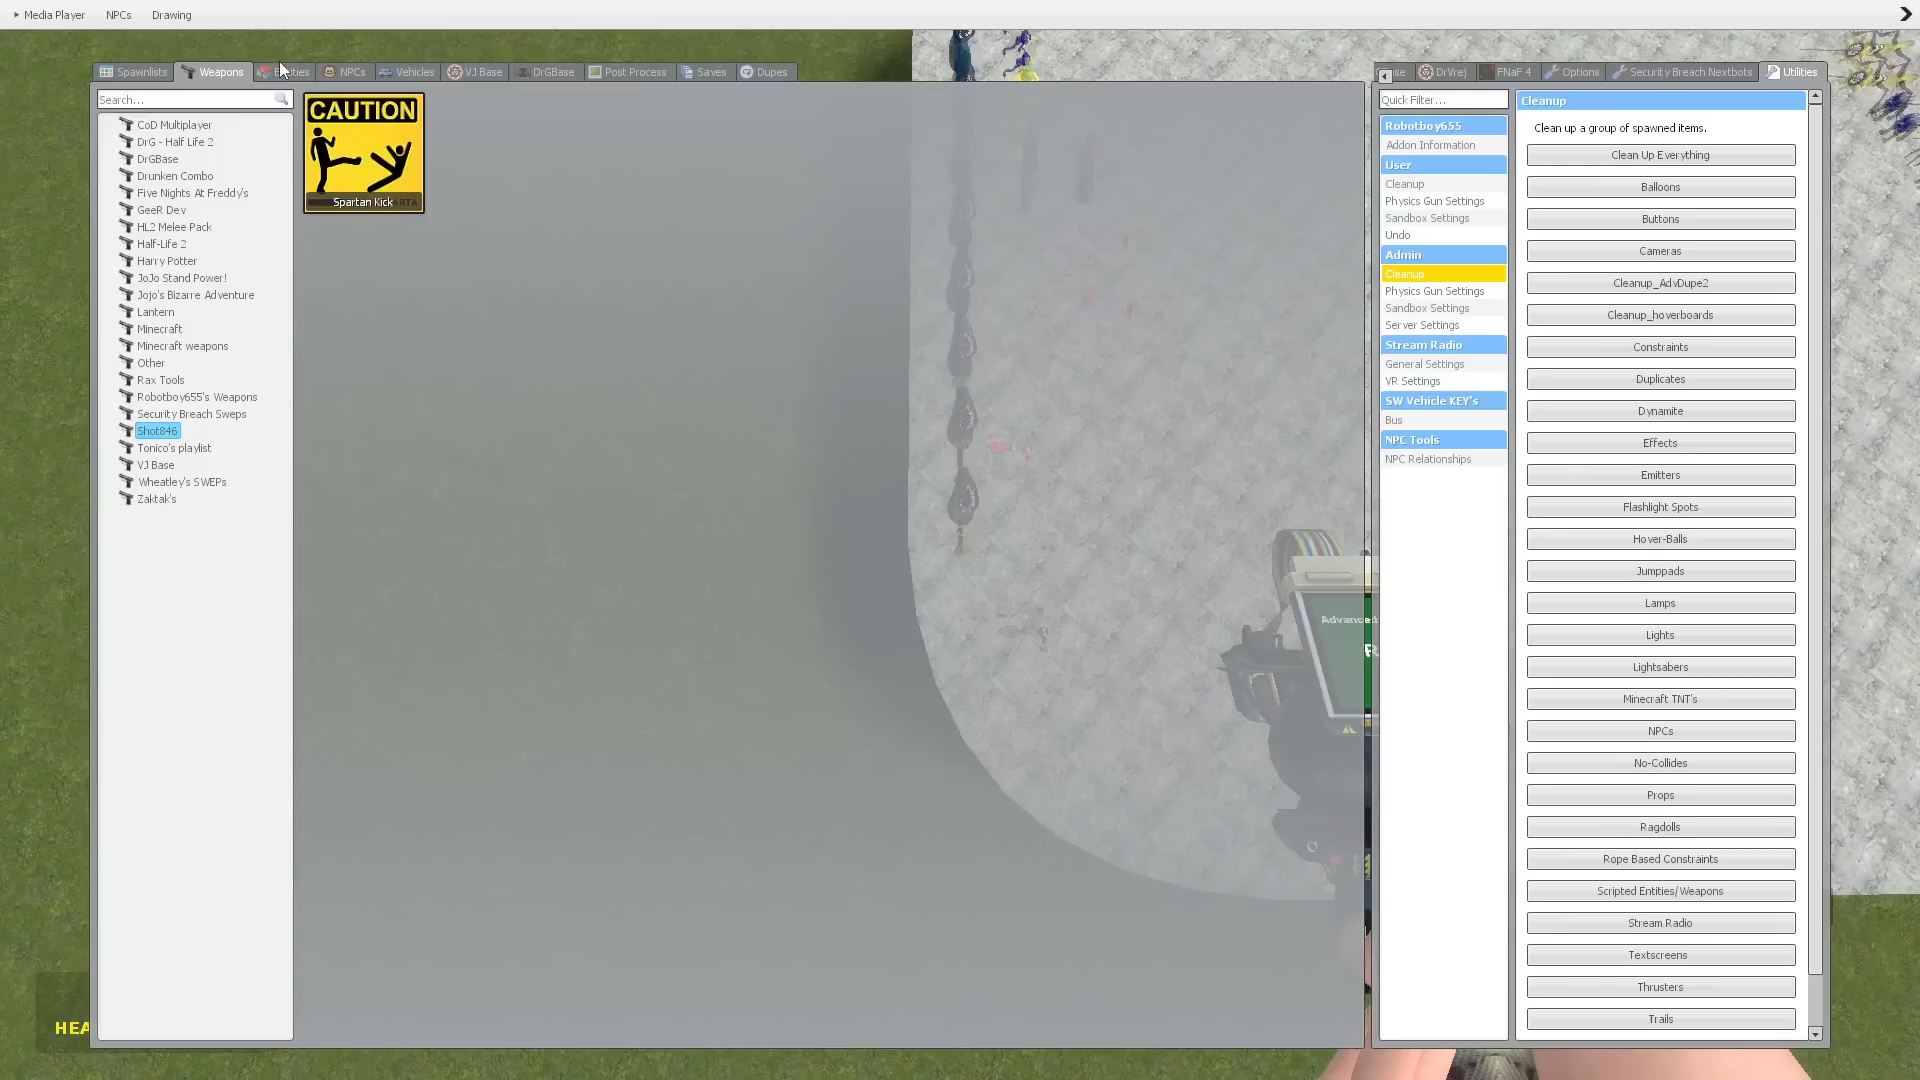 Media Player NPCs Drawing
Spawnlists Weapons NPCs Vehicles VJ Base DrGBase Post Process Saves Dupes
DrVrej FNaF 4 Options Security Breach Nextbots Utilities
Search...
CoD Multiplayer
DrG - Half Life 2
DrGBase
Drunken Combo
Five Nights At Freddy's
GeeR Dev
HL2 Melee Pack
Half-Life 2
Harry Potter
JoJo Stand Power!
Jojo's Bizarre Adventure
Lantern
Minecraft
Minecraft weapons
Other
Rax Tools
Robotboy655's Weapons
Security Breach Sweps
Shot846
Tonico's playlist
VJ Base
Wheatley's SWEPs
Zaktak's
CAUTION
Spartan Kick
Advanced
HEA
Quick Filter...
Robotboy655
Addon Information
User
Cleanup
Physics Gun Settings
Sandbox Settings
Undo
Admin
Cleanup
Physics Gun Settings
Sandbox Settings
Server Settings
Stream Radio
General Settings
VR Settings
SW Vehicle KEY's
Bus
NPC Tools
NPC Relationships
Cleanup
Clean up a group of spawned items.
Clean Up Everything
Balloons
Buttons
Cameras
Cleanup_AdvDupe2
Cleanup_hoverboards
Constraints
Duplicates
Dynamite
Effects
Emitters
Flashlight Spots
Hover-Balls
Jumppads
Lamps
Lights
Lightsabers
Minecraft TNT's
NPCs
No-Collides
Props
Ragdolls
Rope Based Constraints
Scripted Entities/Weapons
Stream Radio
Textscreens
Thrusters
Trails